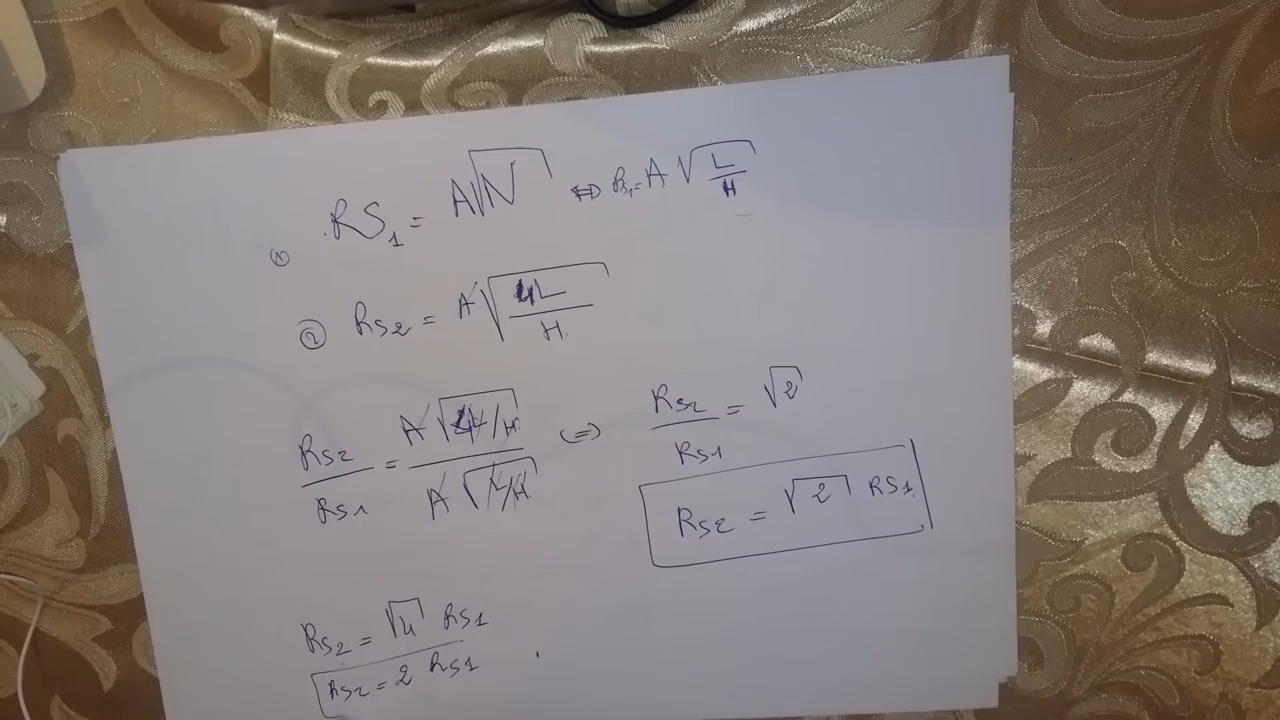 ① RS₁ = A√N ⇔ Rs₁ = A √(L/H)
② Rs₂ = A √(4L/H)
Rs₂/Rs₁ = A √(4L/H) / A √(L/H) ⇔ Rs₂/Rs₁ = √2
Rs₂ = √2 Rs₁
Rs₂ = √4 Rs₁
Rs₂ = 2 Rs₁